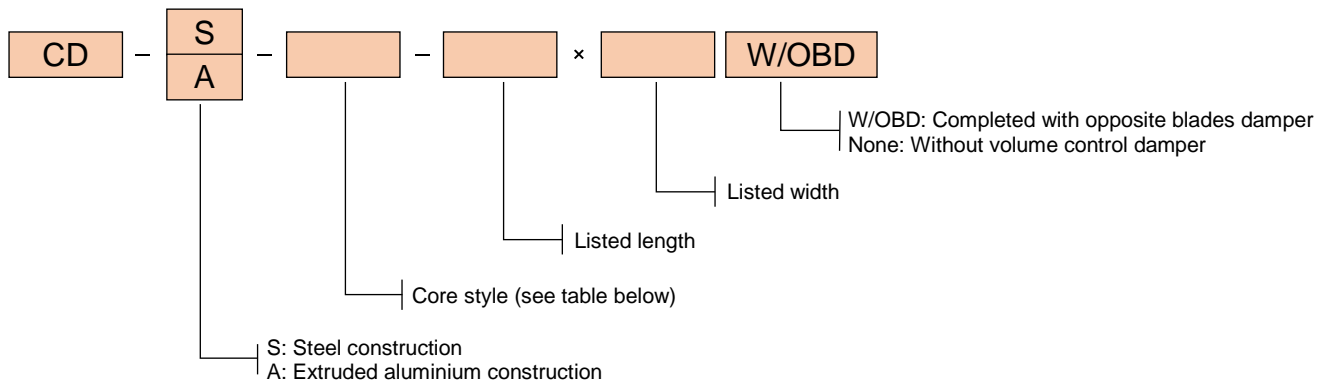 S
CD – – – × W/OBD
A
W/OBD: Completed with opposite blades damper
None: Without volume control damper
Listed width
Listed length
Core style (see table below)
S: Steel construction
A: Extruded aluminium construction